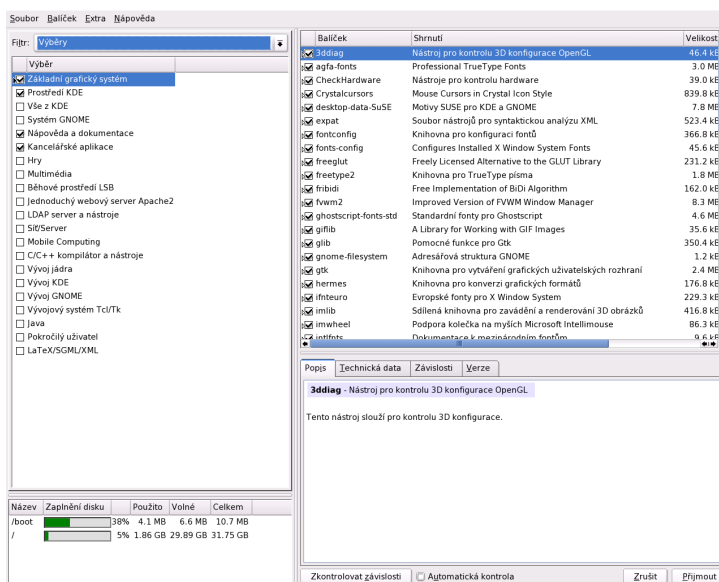 Soubor Balíček Extra Nápověda
Filtr: Výběry
Výběr
Základní grafický systém
Prostředí KDE
Vše z KDE
Systém GNOME
Nápověda a dokumentace
Kancelářské aplikace
Hry
Multimédia
Běhové prostředí LSB
Jednoduchý webový server Apache2
LDAP server a nástroje
Síť/Server
Mobile Computing
C/C++ kompilátor a nástroje
Vývoj jádra
Vývoj KDE
Vývoj GNOME
Vývojový systém Tcl/Tk
Java
Pokročilý uživatel
LaTeX/SGML/XML
Název Zaplnění disku Použito Volné Celkem
/boot 38% 4.1 MB 6.6 MB 10.7 MB
/ 5% 1.86 GB 29.89 GB 31.75 GB
Balíček Shrnutí Velikost
3ddiag Nástroj pro kontrolu 3D konfigurace OpenGL 46.4 kB
agfa-fonts Professional TrueType Fonts 3.0 MB
CheckHardware Nástroje pro kontrolu hardware 39.0 kB
Crystalcursors Mouse Cursors in Crystal Icon Style 839.8 kB
desktop-data-SuSE Motivy SUSE pro KDE a GNOME 7.8 MB
expat Soubor nástrojů pro syntaktickou analýzu XML 523.4 kB
fontconfig Knihovna pro konfiguraci fontů 366.8 kB
fonts-config Configures Installed X Window System Fonts 45.6 kB
freeglut Freely Licensed Alternative to the GLUT Library 231.2 kB
freetype2 Knihovna pro TrueType písma 1.8 MB
fribidi Free Implementation of BiDi Algorithm 162.0 kB
fvwm2 Improved Version of FVWM Window Manager 8.3 MB
ghostscript-fonts-std Standardní fonty pro Ghostscript 4.6 MB
giflib A Library for Working with GIF Images 35.6 kB
glib Pomocné funkce pro Gtk 350.4 kB
gnome-filesystem Adresářová struktura GNOME 1.2 kB
gtk Knihovna pro vytváření grafických uživatelských rozhraní 2.4 MB
hermes Knihovna pro konverzi grafických formátů 176.8 kB
ifnteuro Evropské fonty pro X Window System 229.3 kB
imlib Sdílená knihovna pro zavádění a renderování 3D obrázků 416.8 kB
imwheel Podpora kolečka na myších Microsoft Intellimouse 86.3 kB
intlfnts Dokumentace k mezinárodním fontům 9.6 kB
Popis Technická data Závislosti Verze
3ddiag - Nástroj pro kontrolu 3D konfigurace OpenGL
Tento nástroj slouží pro kontrolu 3D konfigurace.
Zkontrolovat závislosti Automatická kontrola Zrušit Přijmout